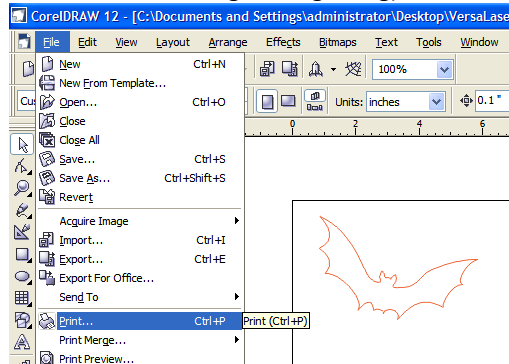 CorelDRAW 12 - [C:\Documents and Settings\administrator\Desktop\VersaLase
File Edit View Layout Arrange Effects Bitmaps Text Tools Window
New Ctrl+N
100%
New From Template...
Cu
Open... Ctrl+O
Units: inches
0.1 "
Close
Close All
0 2 4 6
Save... Ctrl+S
Save As... Ctrl+Shift+S
Revert
Acquire Image
Import... Ctrl+I
Export... Ctrl+E
Export For Office...
Send To
Print... Ctrl+P
Print (Ctrl+P)
Print Merge...
Print Preview...